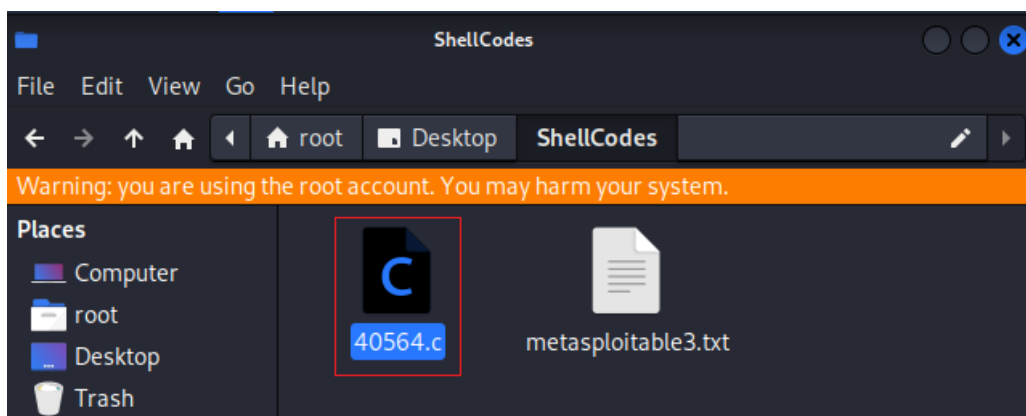 ShellCodes
File Edit View Go Help
root Desktop ShellCodes
Warning: you are using the root account. You may harm your system.
Places
Computer
root
Desktop
Trash
C
40564.c
metasploitable3.txt